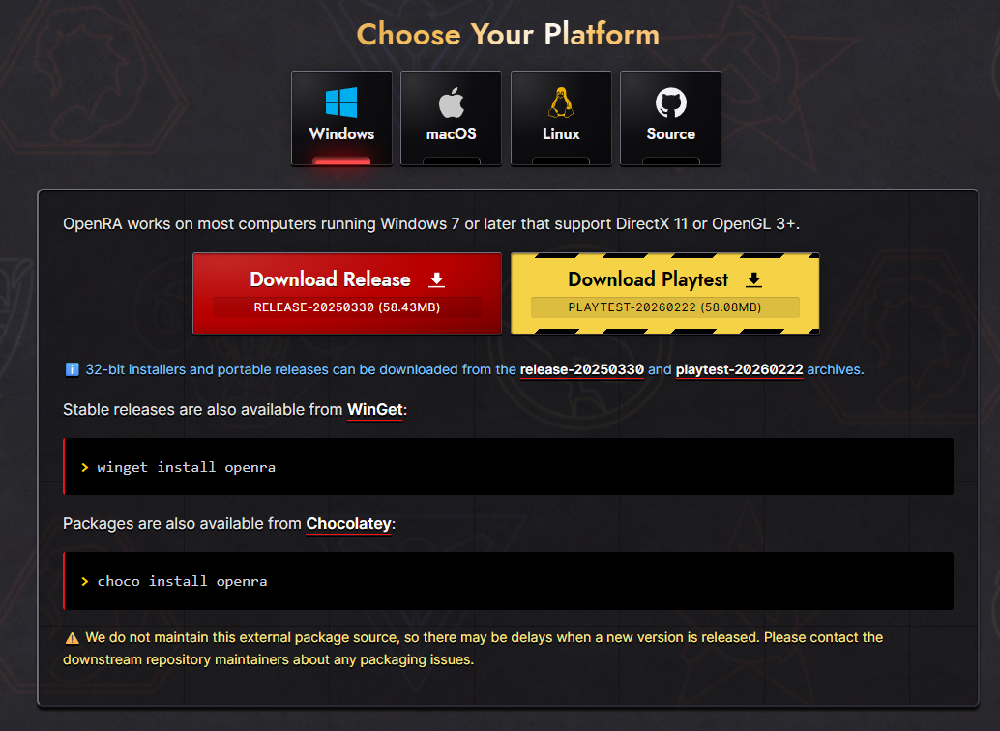 Choose Your Platform
Windows
macOS
Linux
Source
OpenRA works on most computers running Windows 7 or later that support DirectX 11 or OpenGL 3+.
Download Release
RELEASE-20250330 (58.43MB)
Download Playtest
PLAYTEST-20260222 (58.08MB)
32-bit installers and portable releases can be downloaded from the release-20250330 and playtest-20260222 archives.
Stable releases are also available from WinGet:
> winget install openra
Packages are also available from Chocolatey:
> choco install openra
We do not maintain this external package source, so there may be delays when a new version is released. Please contact the
downstream repository maintainers about any packaging issues.